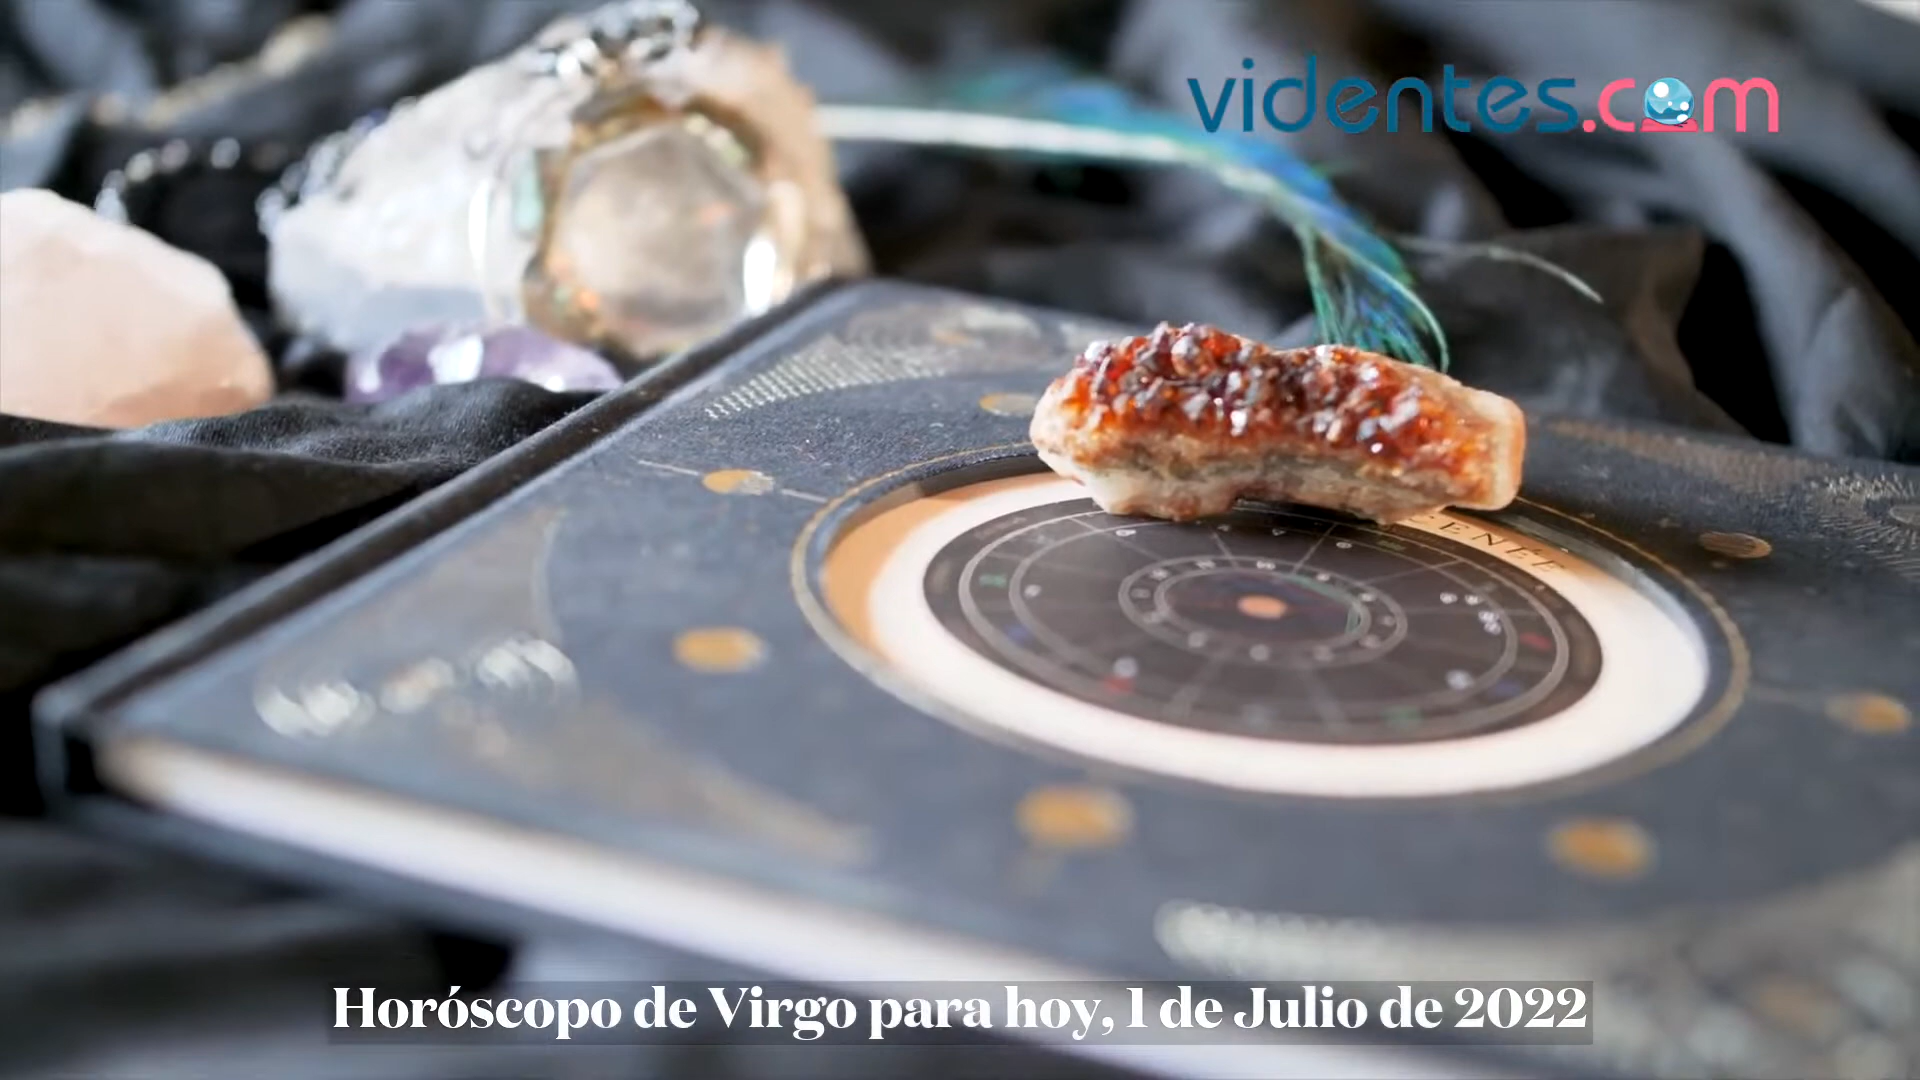 videntes.com
Horóscopo de Virgo para hoy, 1 de Julio de 2022